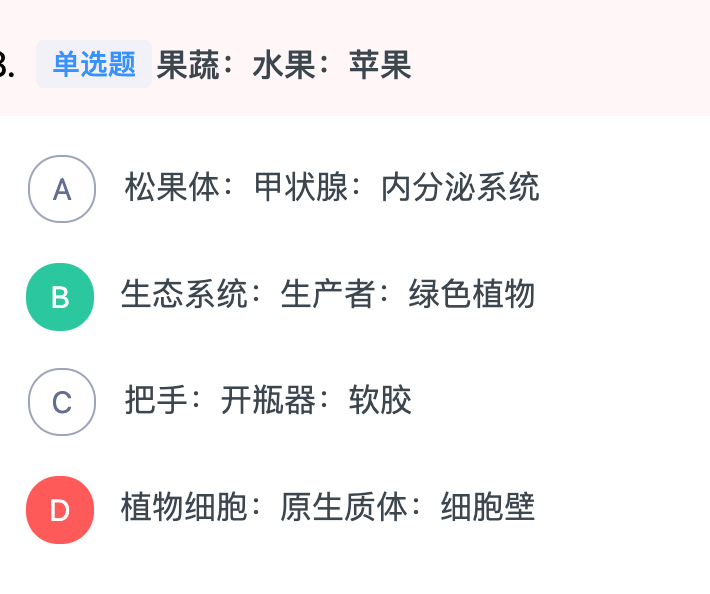 3. 单选题 果蔬：水果：苹果
A 松果体：甲状腺：内分泌系统
B 生态系统：生产者：绿色植物
C 把手：开瓶器：软胶
D 植物细胞：原生质体：细胞壁